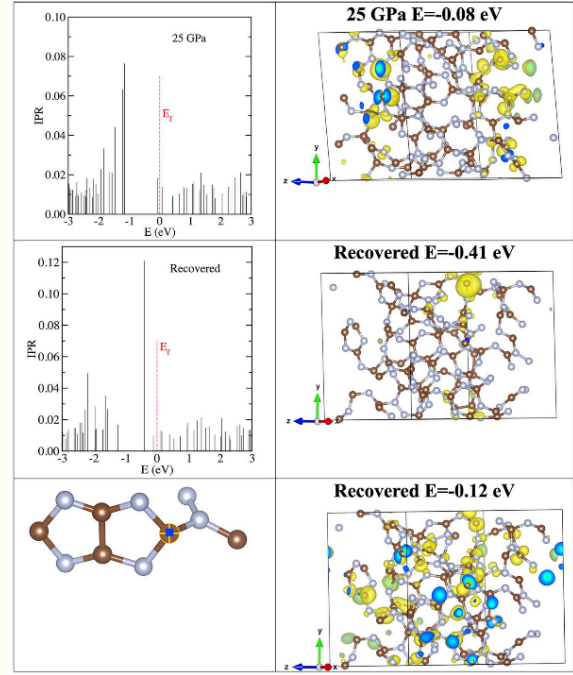 25 GPa E=-0.08 eV
0.10
0.08
0.06
0.04
0.02
0.00
IPR
25 GPa
E_f
-3 -2 -1 0 1 2 3
E (eV)
y
z x
Recovered E=-0.41 eV
0.12
0.10
0.08
0.06
0.04
0.02
0.00
IPR
Recovered
E_f
-3 -2 -1 0 1 2 3
E (eV)
y
z x
Recovered E=-0.12 eV
y
z x